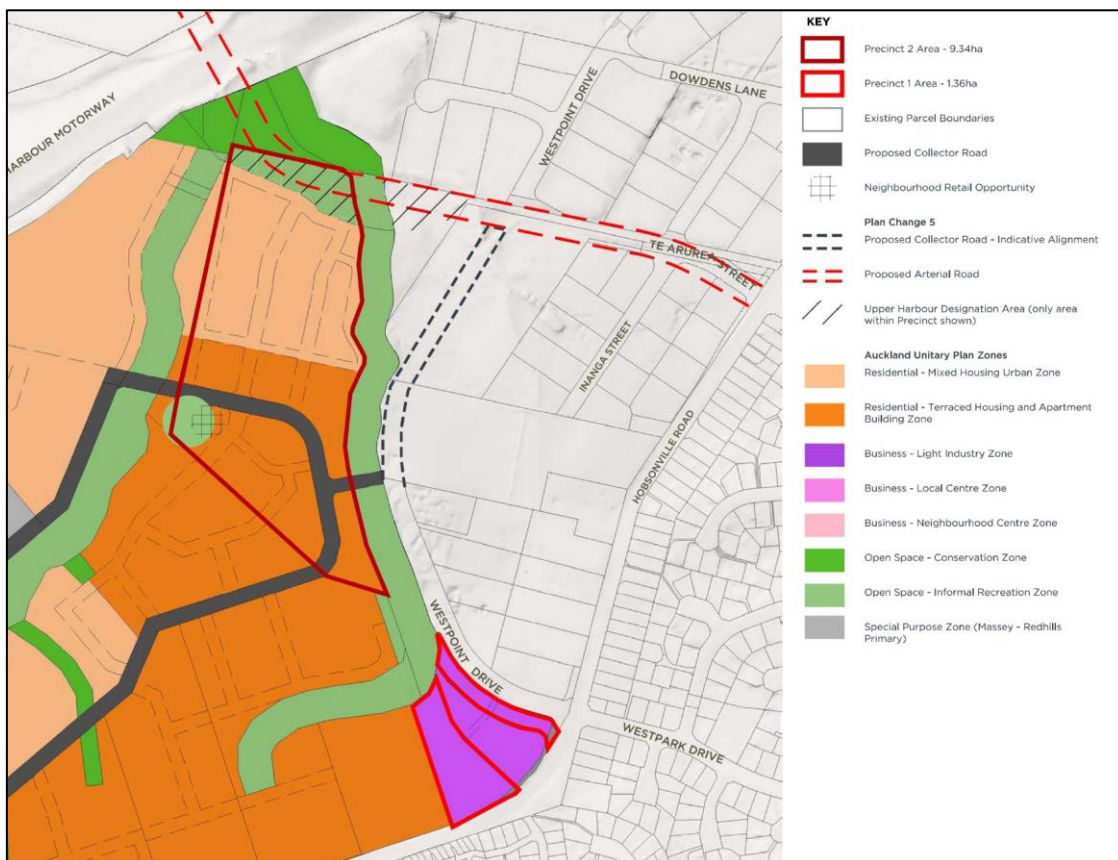 HARBOUR MOTORWAY
WESTPOINT DRIVE
DOWDENS LANE
TE ARUREI STREET
INANGA STREET
HOBSONVILLE ROAD
WESTPOINT DRIVE
WESTPARK DRIVE
KEY
Precinct 2 Area - 9.34ha
Precinct 1 Area - 1.36ha
Existing Parcel Boundaries
Proposed Collector Road
Neighbourhood Retail Opportunity
Plan Change 5
Proposed Collector Road - Indicative Alignment
Proposed Arterial Road
Upper Harbour Designation Area (only area
within Precinct shown)
Auckland Unitary Plan Zones
Residential - Mixed Housing Urban Zone
Residential - Terraced Housing and Apartment
Building Zone
Business - Light Industry Zone
Business - Local Centre Zone
Business - Neighbourhood Centre Zone
Open Space - Conservation Zone
Open Space - Informal Recreation Zone
Special Purpose Zone (Massey - Redhills
Primary)